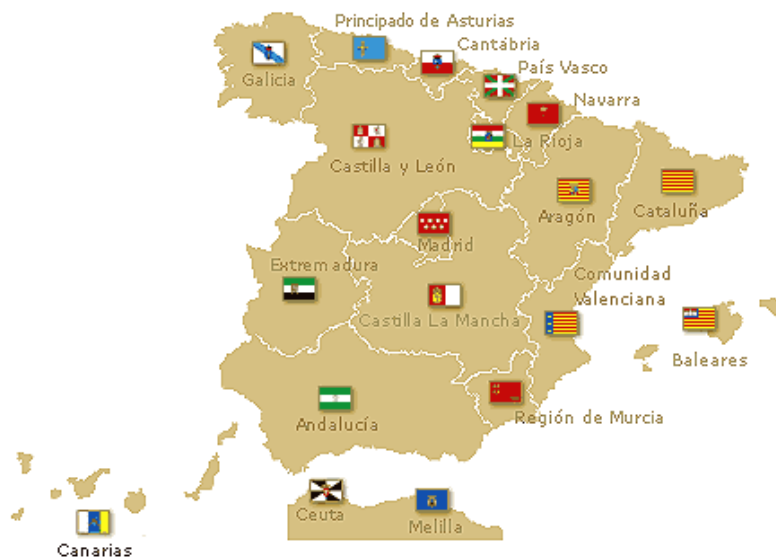 Principado de Asturias
Cantábria
Galicia
País Vasco
Navarra
La Rioja
Castilla y León
Aragón
Cataluña
Madrid
Extremadura
Comunidad
Valenciana
Castilla La Mancha
Baleares
Andalucía
Región de Murcia
Ceuta
Melilla
Canarias